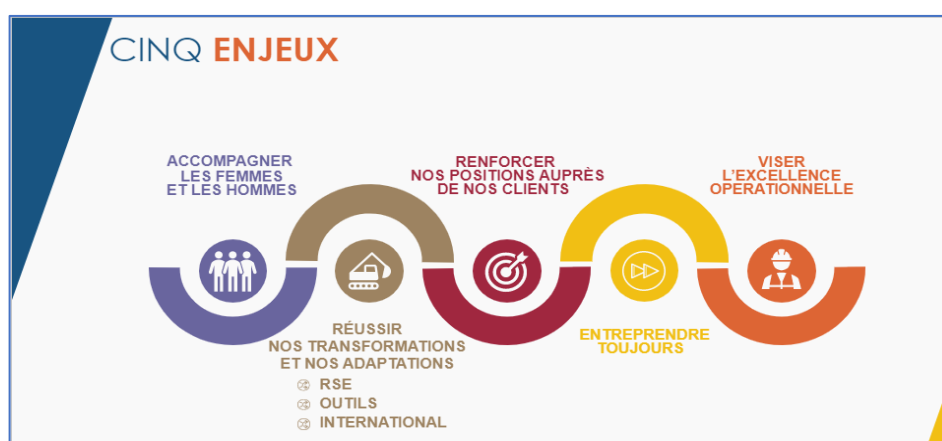 CINQ ENJEUX
ACCOMPAGNER
LES FEMMES
ET LES HOMMES
RÉUSSIR
NOS TRANSFORMATIONS
ET NOS ADAPTATIONS
RSE
OUTILS
INTERNATIONAL
RENFORCER
NOS POSITIONS AUPRÈS
DE NOS CLIENTS
ENTREPRENDRE
TOUJOURS
VISER
L'EXCELLENCE
OPERATIONNELLE